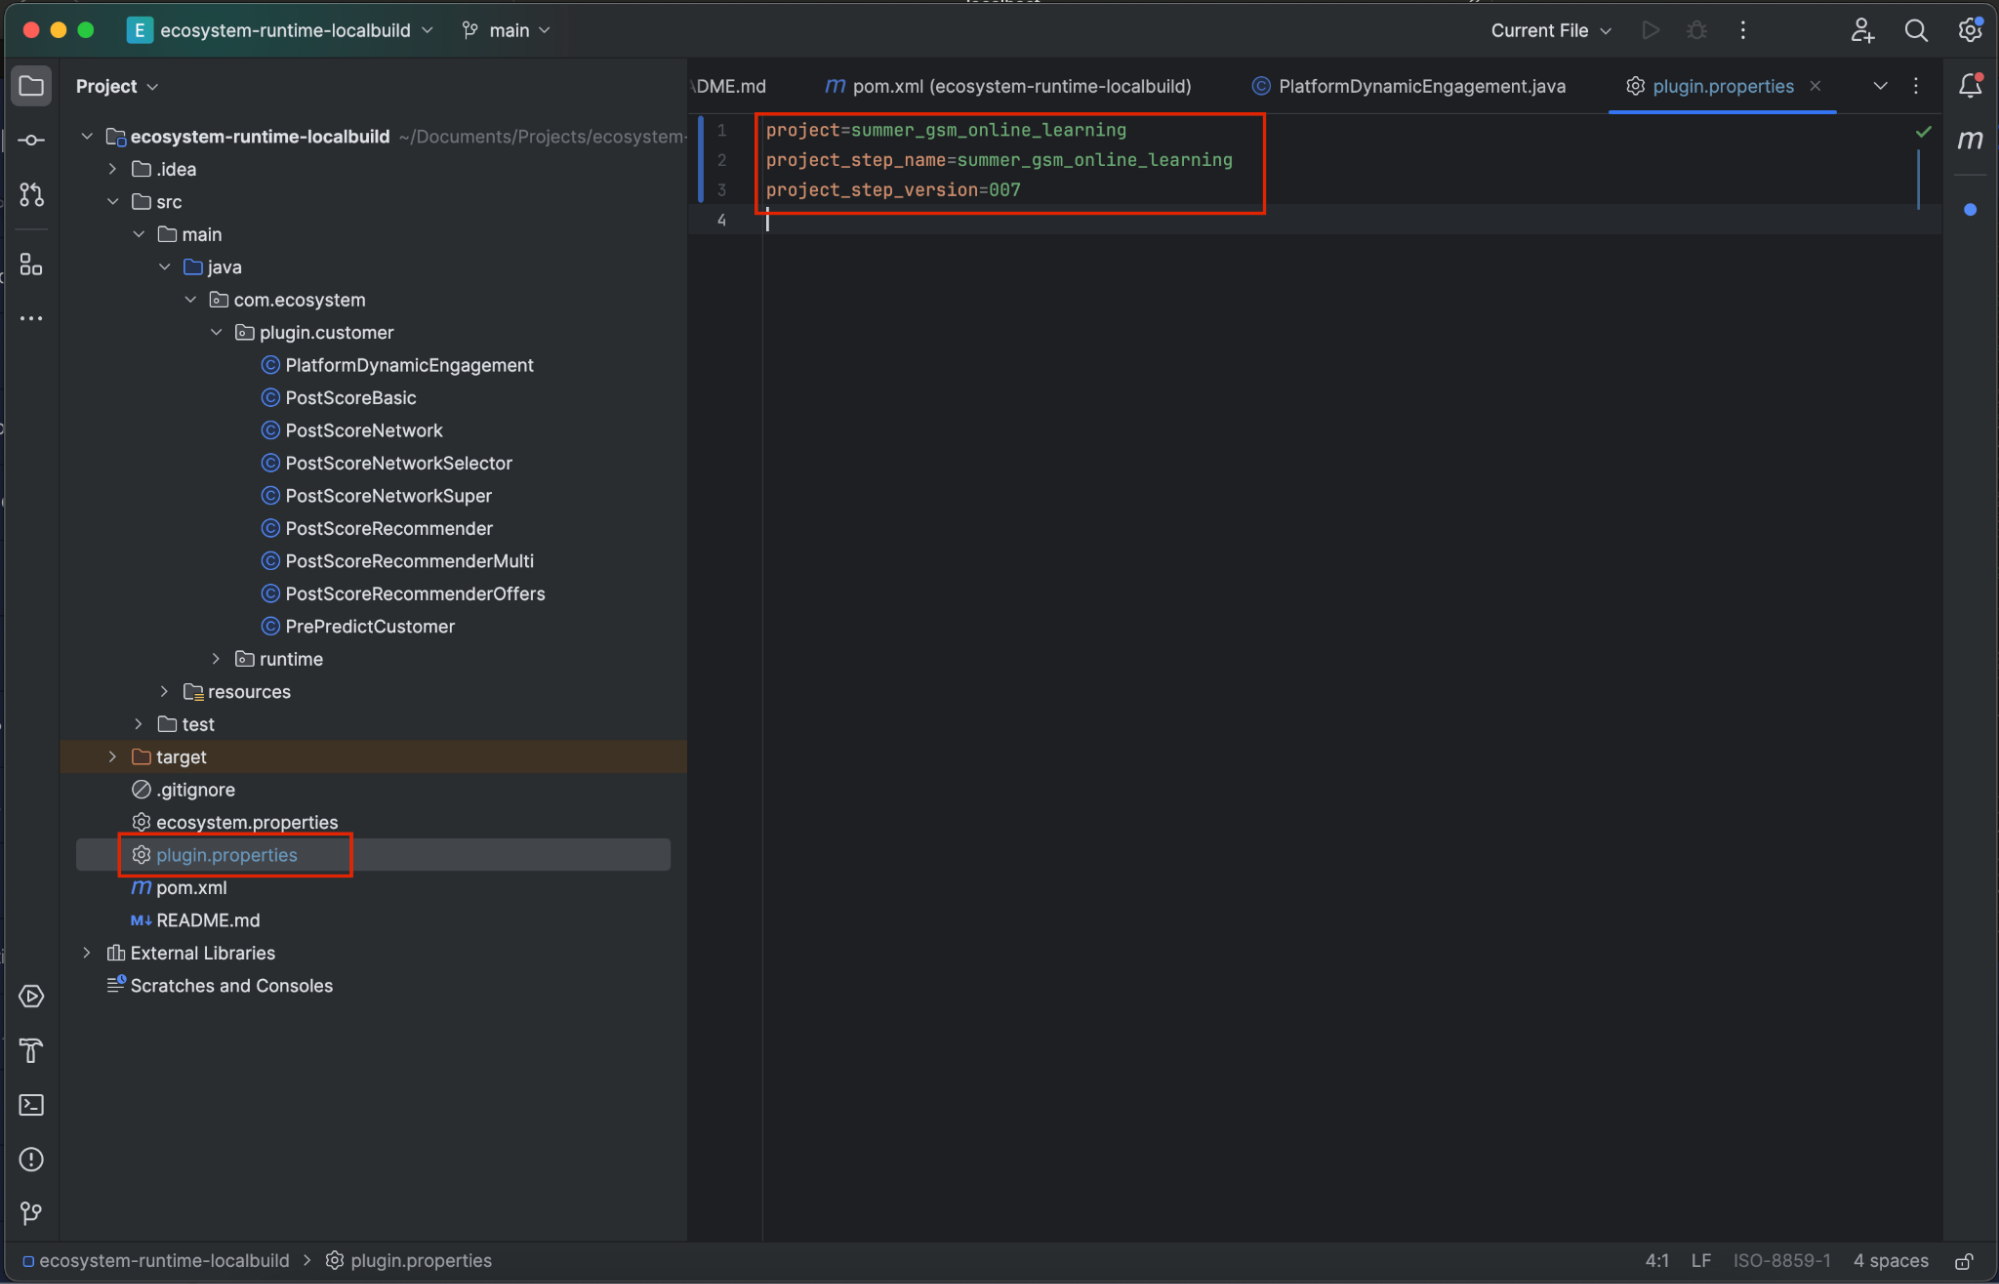 E ecosystem-runtime-localbuild main Current File
Project
DME.md pom.xml (ecosystem-runtime-localbuild) PlatformDynamicEngagement.java plugin.properties
ecosystem-runtime-localbuild ~/Documents/Projects/ecosystem-
.idea
src
main
java
com.ecosystem
plugin.customer
PlatformDynamicEngagement
PostScoreBasic
PostScoreNetwork
PostScoreNetworkSelector
PostScoreNetworkSuper
PostScoreRecommender
PostScoreRecommenderMulti
PostScoreRecommenderOffers
PrePredictCustomer
runtime
resources
test
target
.gitignore
ecosystem.properties
plugin.properties
pom.xml
README.md
External Libraries
Scratches and Consoles
1 project=summer_gsm_online_learning
2 project_step_name=summer_gsm_online_learning
3 project_step_version=007
4
ecosystem-runtime-localbuild > plugin.properties 4:1 LF ISO-8859-1 4 spaces